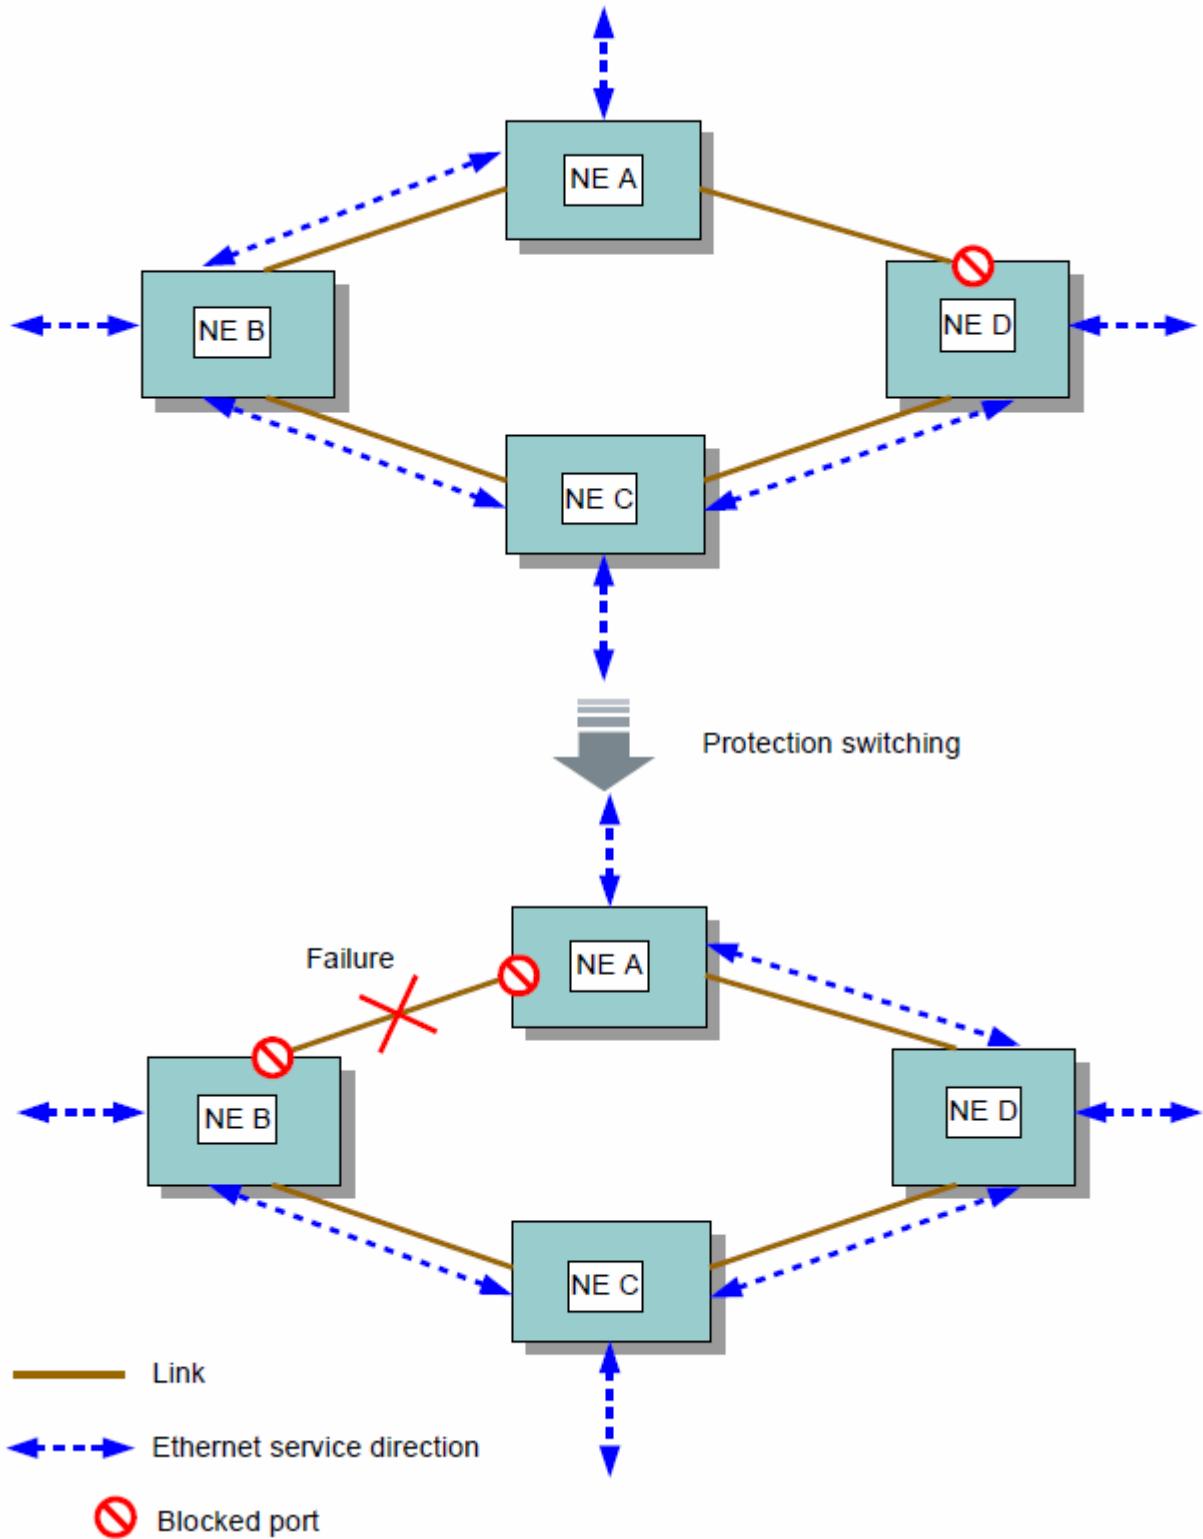 NE A
NE B
NE D
NE C
Protection switching
Failure
NE A
NE B
NE D
NE C
Link
Ethernet service direction
Blocked port